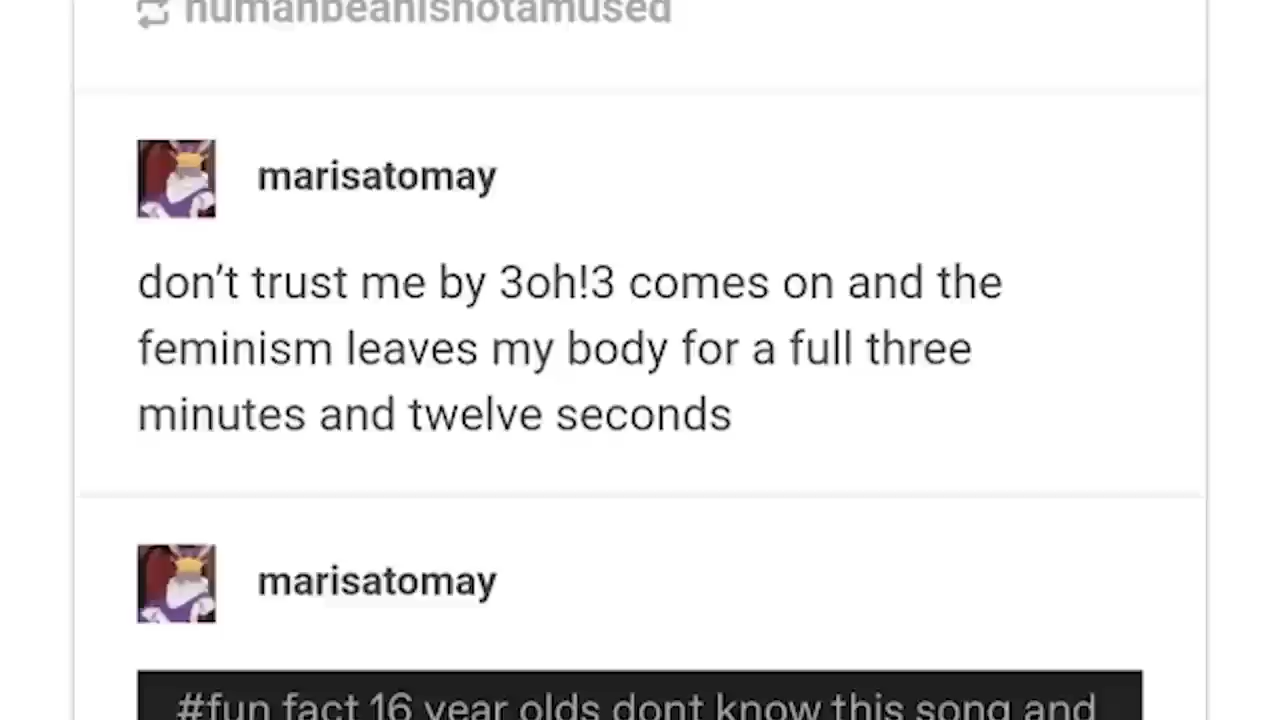 humanbeanisnotamused
marisatomay
don’t trust me by 3oh!3 comes on and the
feminism leaves my body for a full three
minutes and twelve seconds
marisatomay
#fun fact 16 year olds dont know this song and